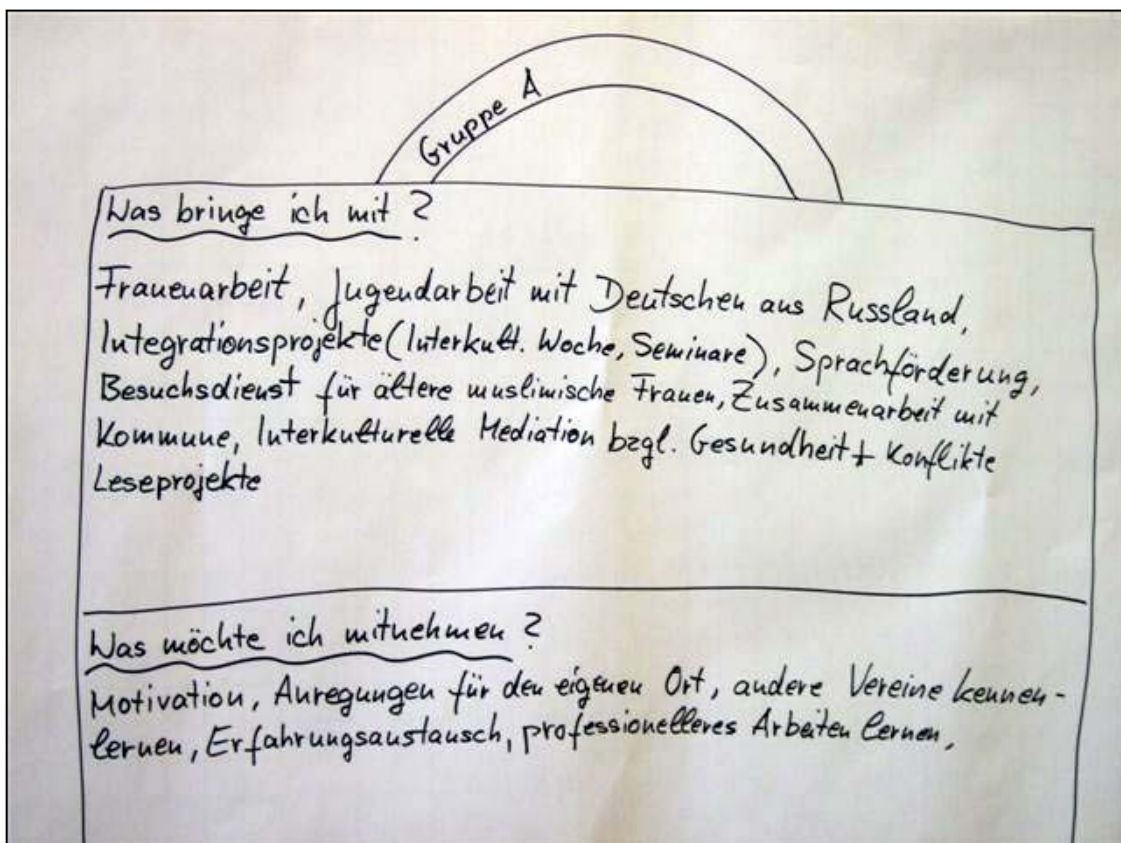 Gruppe A
Was bringe ich mit ?
Frauenarbeit, Jugendarbeit mit Deutschen aus Russland,
Integrationsprojekte (Interkult. Woche, Seminare), Sprachförderung,
Besuchsdienst für ältere muslimische Frauen, Zusammenarbeit mit
Kommune, Interkulturelle Mediation bzgl. Gesundheit + Konflikte
Leseprojekte
Was möchte ich mitnehmen ?
Motivation, Anregungen für den eigenen Ort, andere Vereine kennen-
lernen, Erfahrungsaustausch, professionelleres Arbeiten lernen,